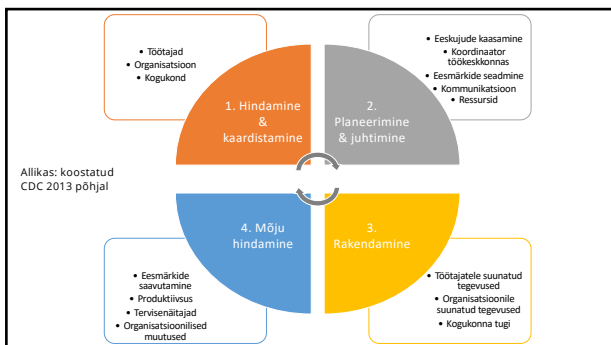 • Töötajad
• Organisatsioon
• Kogukond
1. Hindamine
&
kaardistamine
• Eeskujude kaasamine
• Koordinaator
töökeskkonnas
• Eesmärkide seadmine
• Kommunikatsioon
• Ressursid
2.
Planeerimine
& juhtimine
Allikas: koostatud
CDC 2013 põhjal
4. Mõju
hindamine
• Eesmärkide
saavutamine
• Produktiivsus
• Tervisenäitajad
• Organisatsioonilised
muutused
3.
Rakendamine
• Töötajatele suunatud
tegevused
• Organisatsioonile
suunatud tegevused
• Kogukonna tugi